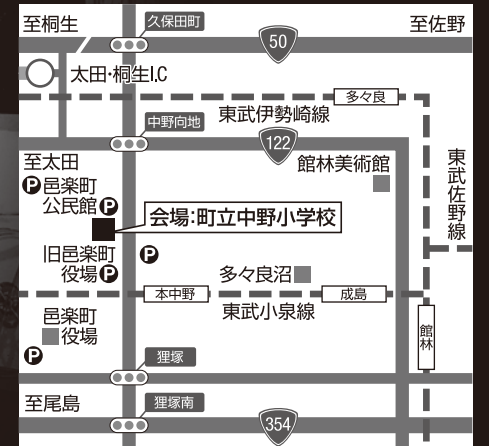 至桐生
久保田町
至佐野
50
太田・桐生I.C
多々良
東武伊勢崎線
中野向地
122
至太田
館林美術館
東武佐野線
P邑楽町
公民館P
会場:町立中野小学校
旧邑楽町
役場P
P
多々良沼
本中野
成島
東武小泉線
邑楽町
役場
館林
P
狸塚
至尾島
狸塚南
354